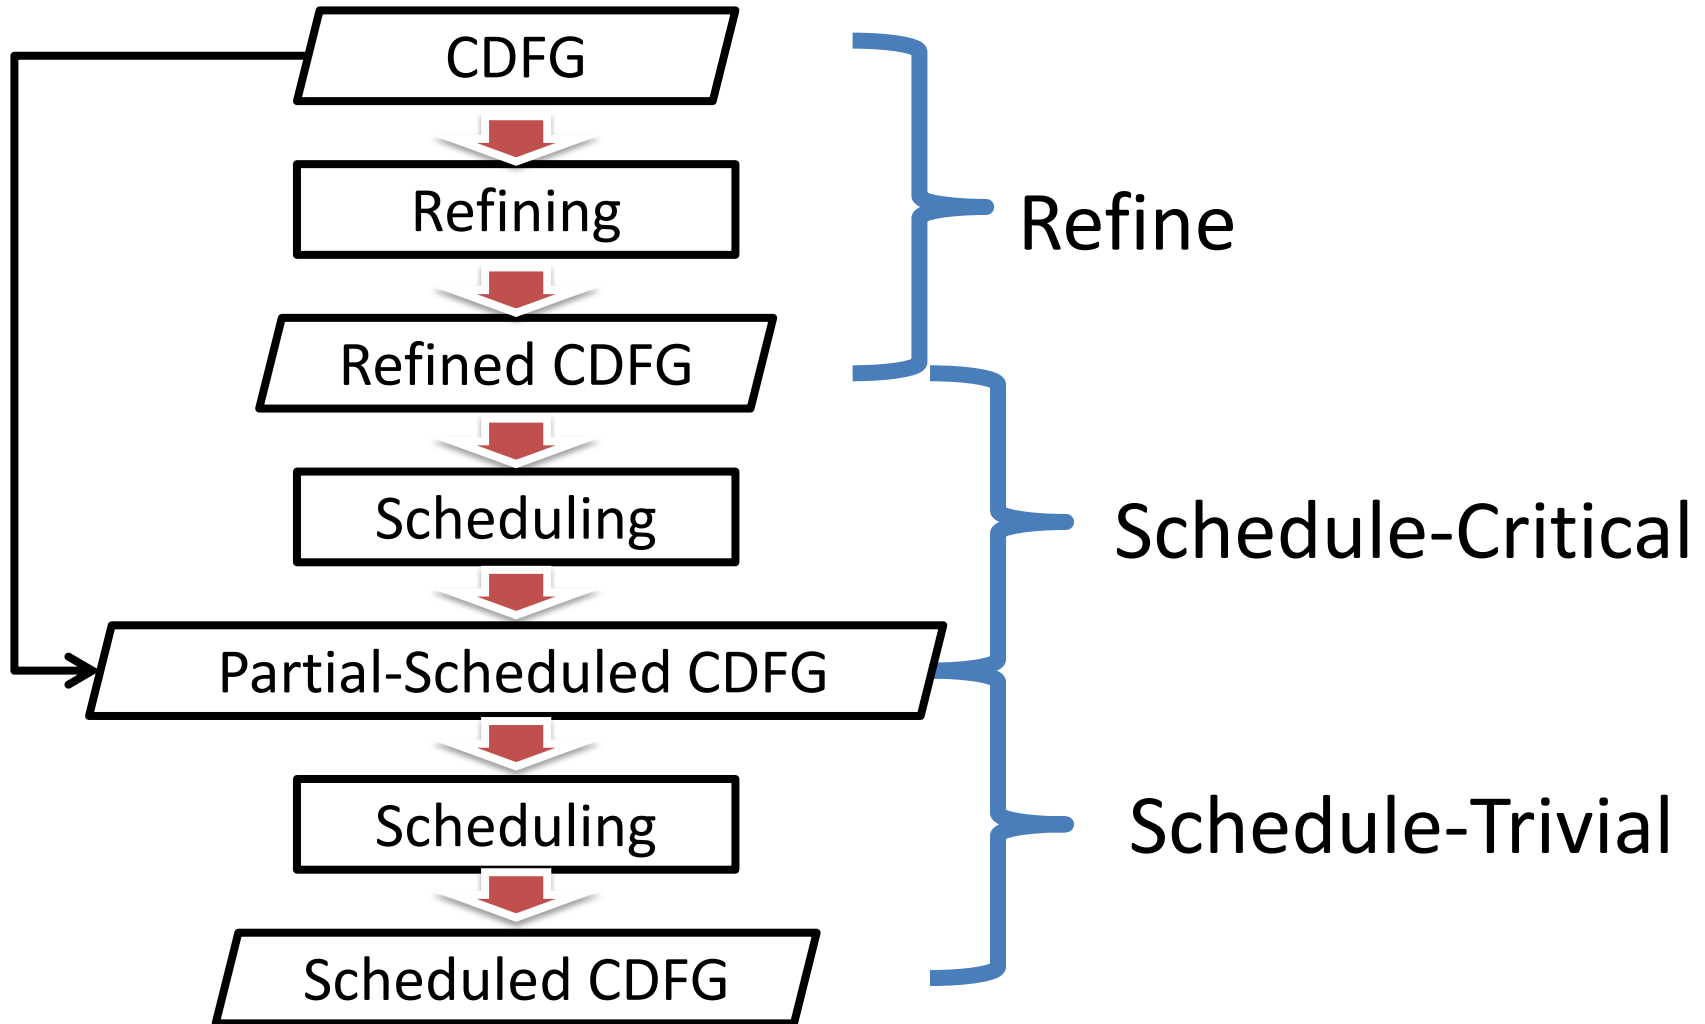 CDFG
Refining
Refine
Refined CDFG
Scheduling
Schedule-Critical
Partial-Scheduled CDFG
Scheduling
Schedule-Trivial
Scheduled CDFG